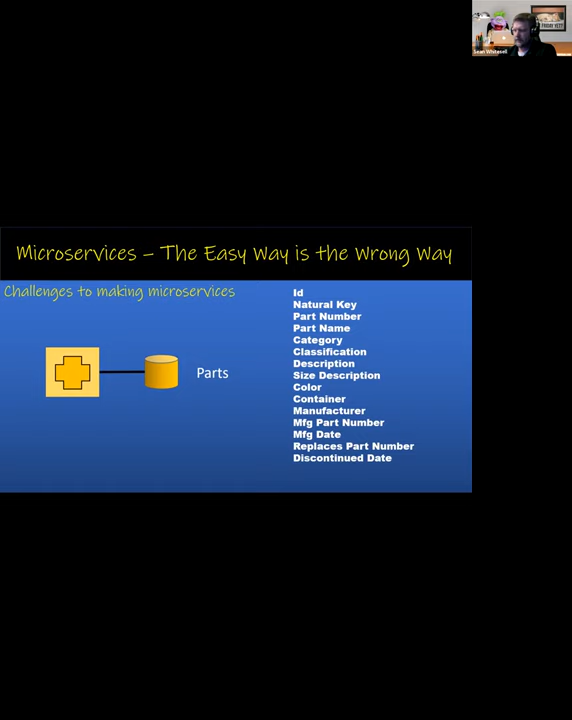 Sean Whitesell
Microservices – The Easy Way is the Wrong Way
Challenges to making microservices
Parts
Id
Natural Key
Part Number
Part Name
Category
Classification
Description
Size Description
Color
Container
Manufacturer
Mfg Part Number
Mfg Date
Replaces Part Number
Discontinued Date